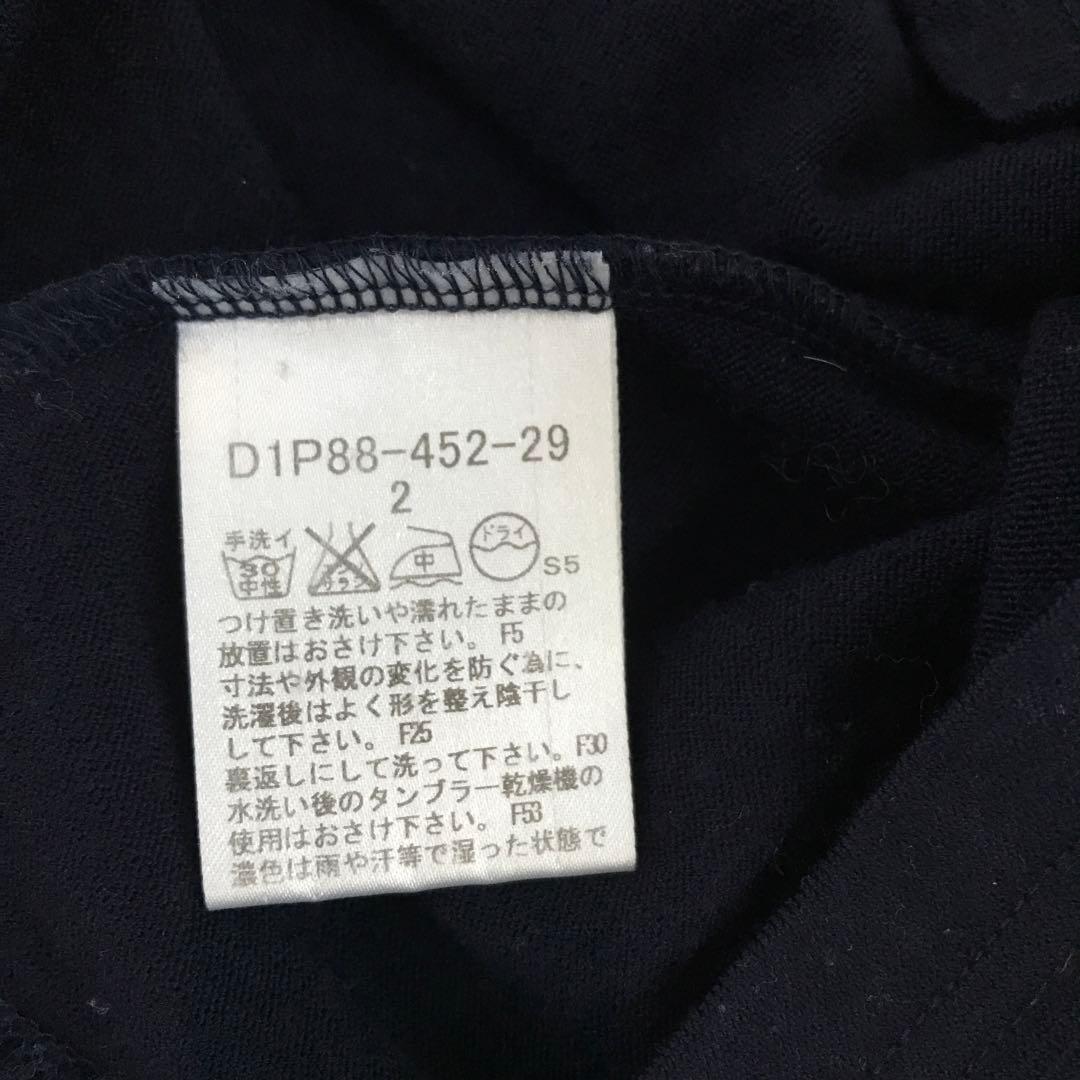 D1P88-452-29
2
手洗イ
30
中性
サラシ
中
ドライ
S5
つけ置き洗いや濡れたままの
放置はおさけ下さい。 F5
寸法や外観の変化を防ぐ為に、
洗濯後はよく形を整え陰干し
して下さい。 F25
裏返しにして洗って下さい。F30
水洗い後のタンブラー乾燥機の
使用はおさけ下さい。 F53
濃色は雨や汗等で湿った状態で